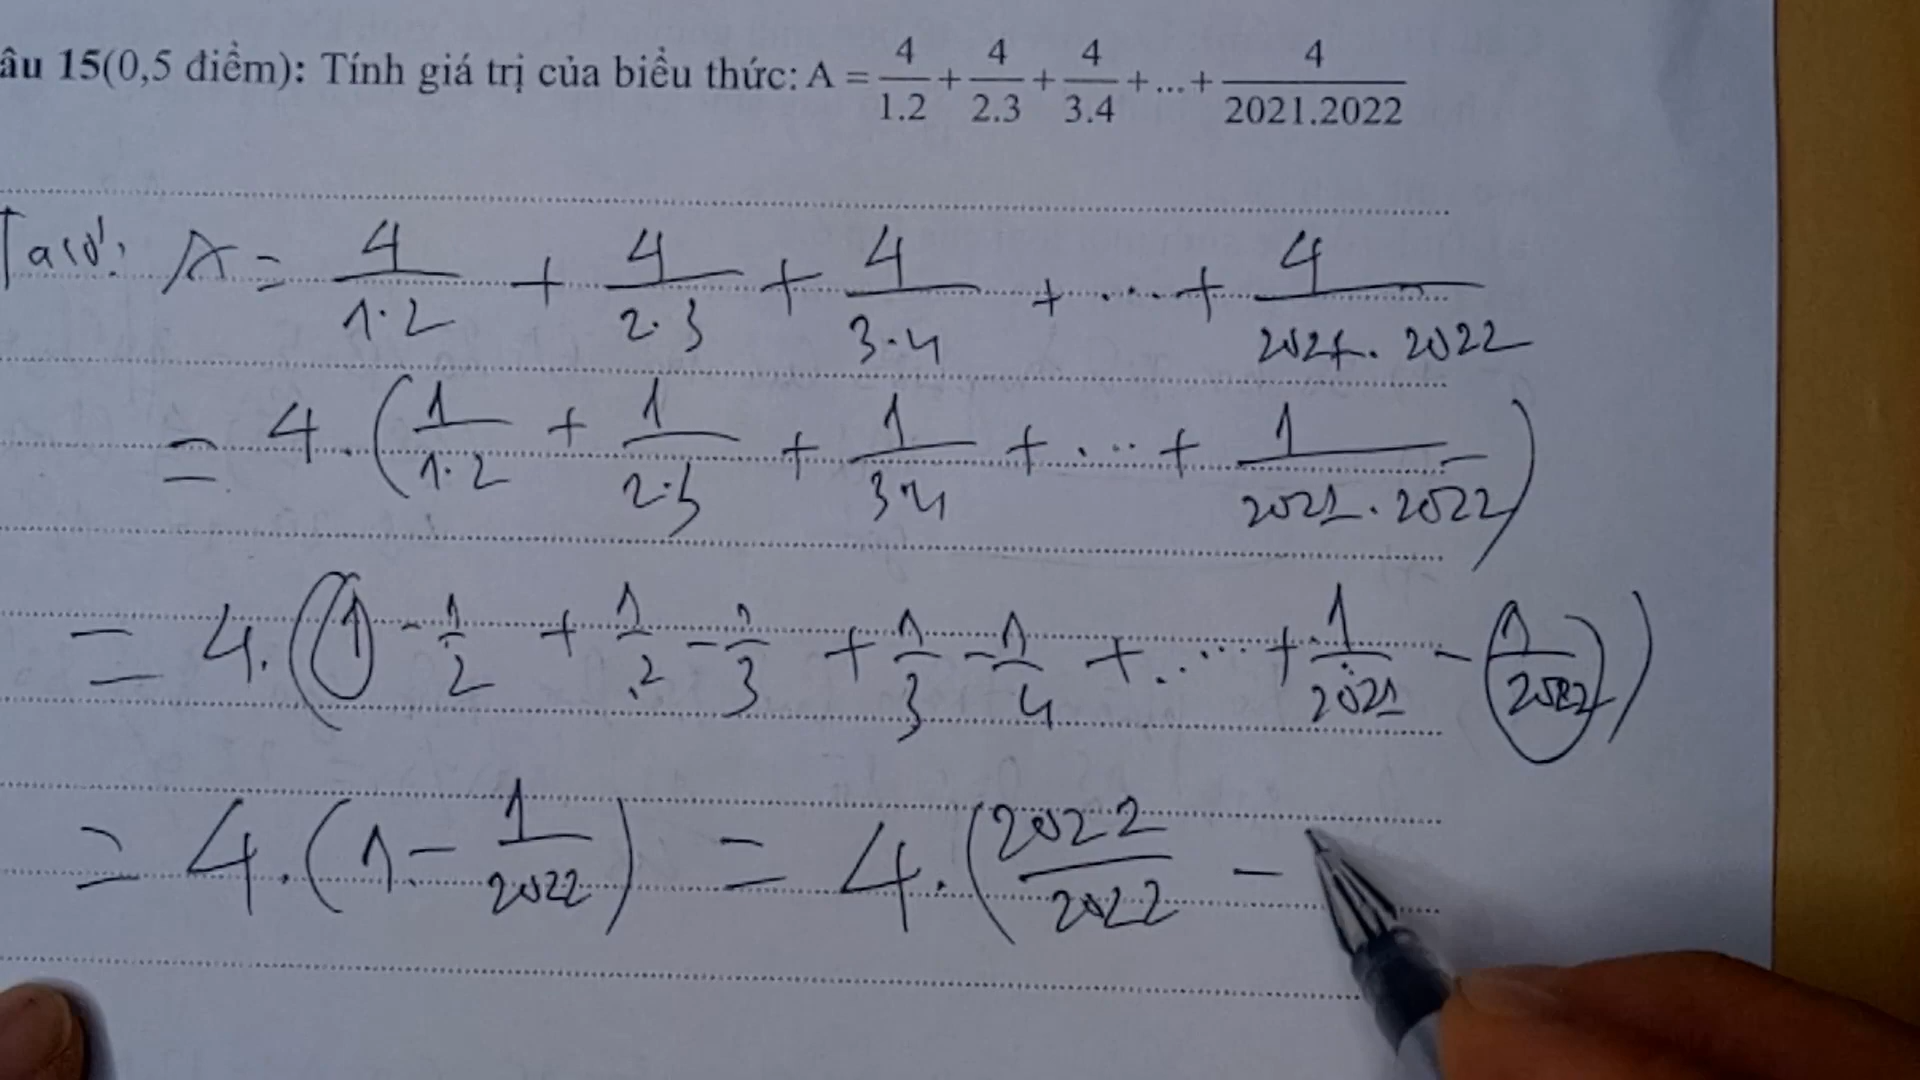 âu 15(0,5 điểm): Tính giá trị của biểu thức: A = 4/1.2 + 4/2.3 + 4/3.4 + ... + 4/2021.2022
Ta có: A = 4/1.2 + 4/2.3 + 4/3.4 + ... + 4/2021.2022
= 4.(1/1.2 + 1/2.3 + 1/3.4 + ... + 1/2021.2022)
= 4.(1 - 1/2 + 1/2 - 1/3 + 1/3 - 1/4 + ... + 1/2021 - 1/2022)
= 4.(1 - 1/2022) = 4.(2022/2022 -